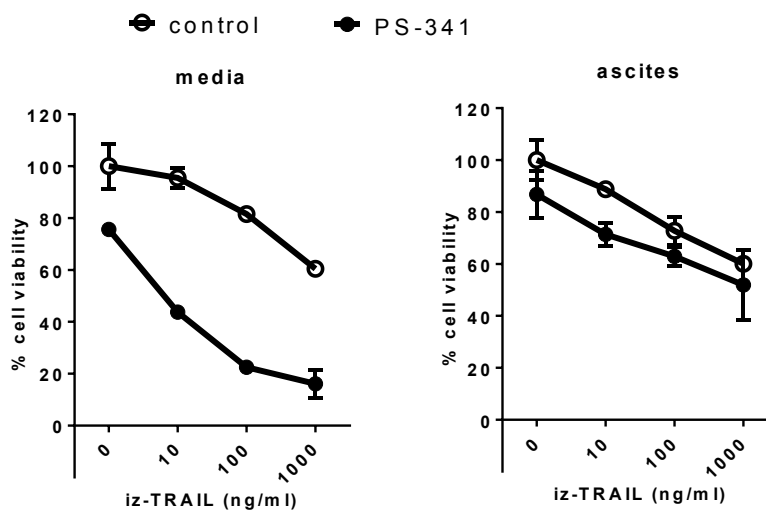 control PS-341
media
120
100
80
60
40
20
0
% cell viability
0 10 100 1000
iz-TRAIL (ng/ml)
ascites
120
100
80
60
40
20
0
% cell viability
0 10 100 1000
iz-TRAIL (ng/ml)